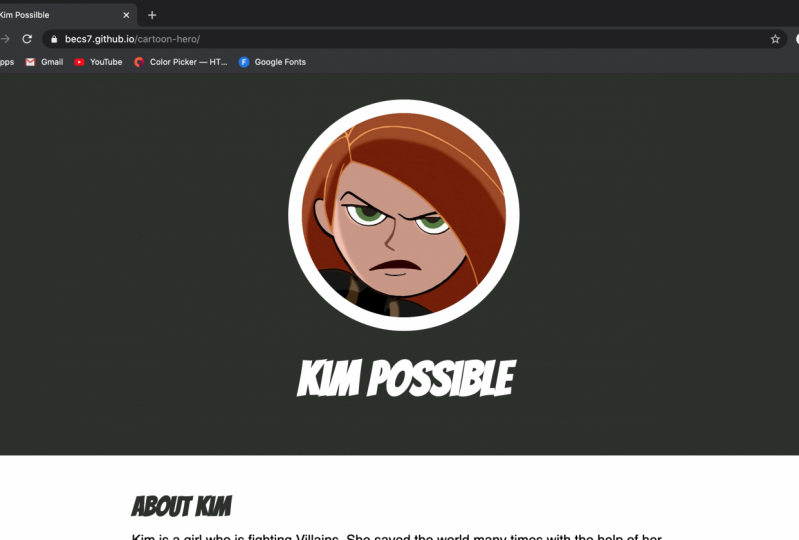 Kim Possilble
becs7.github.io/cartoon-hero/
pps Gmail YouTube Color Picker — HT... F Google Fonts
KIM POSSIBLE
ABOUT KIM
Kim is a girl who is fighting Villains. She saved the world many times with the help of her